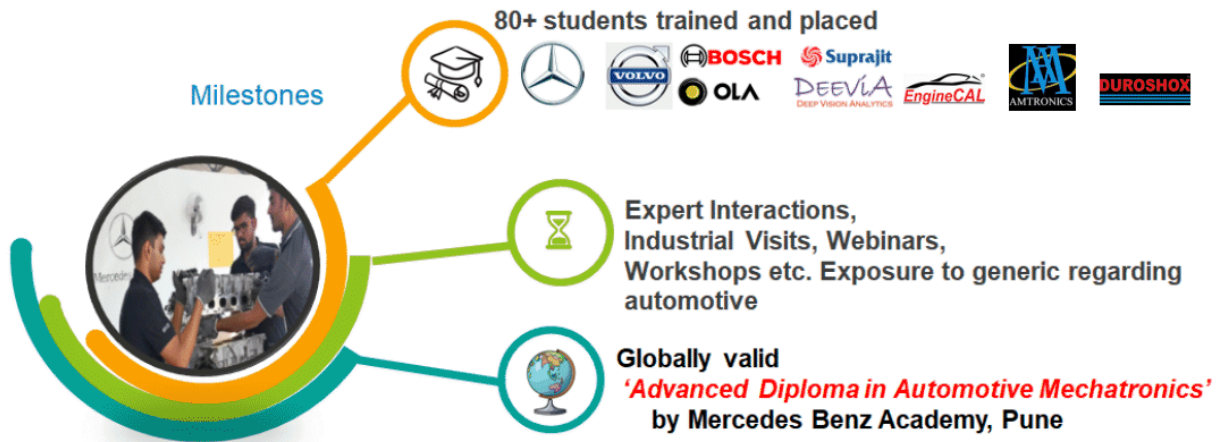 80+ students trained and placed
Milestones
VOLVO
BOSCH
Suprajit
OLA
DEEVIA
DEEP VISION ANALYTICS
EngineCAL
AMTRONICS
DUROSHOX
Mercedes
Expert Interactions,
Industrial Visits, Webinars,
Workshops etc. Exposure to generic regarding
automotive
Globally valid
‘Advanced Diploma in Automotive Mechatronics’
by Mercedes Benz Academy, Pune